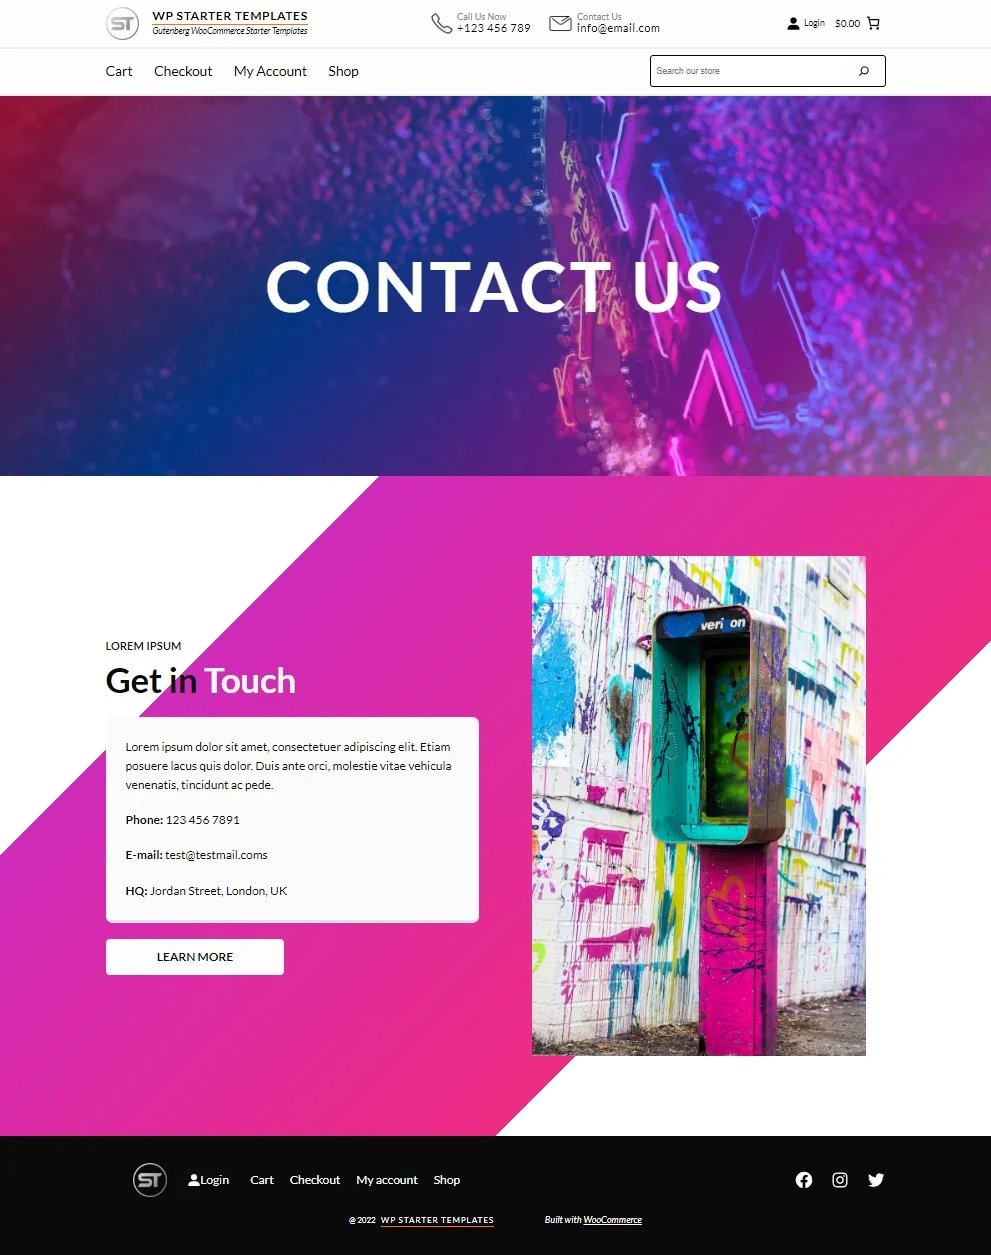 ST
WP STARTER TEMPLATES
Gutenberg WooCommerce Starter Templates
Call Us Now
+123 456 789
Contact Us
info@email.com
Login
$0.00
Cart
Checkout
My Account
Shop
Search our store
CONTACT US
LOREM IPSUM
Get in Touch
Lorem ipsum dolor sit amet, consectetuer adipiscing elit. Etiam
posuere lacus quis dolor. Duis ante orci, molestie vitae vehicula
venenatis, tincidunt ac pede.
Phone: 123 456 7891
E-mail: test@testmail.coms
HQ: Jordan Street, London, UK
LEARN MORE
ST
Login
Cart
Checkout
My account
Shop
@ 2022 WP STARTER TEMPLATES
Built with WooCommerce